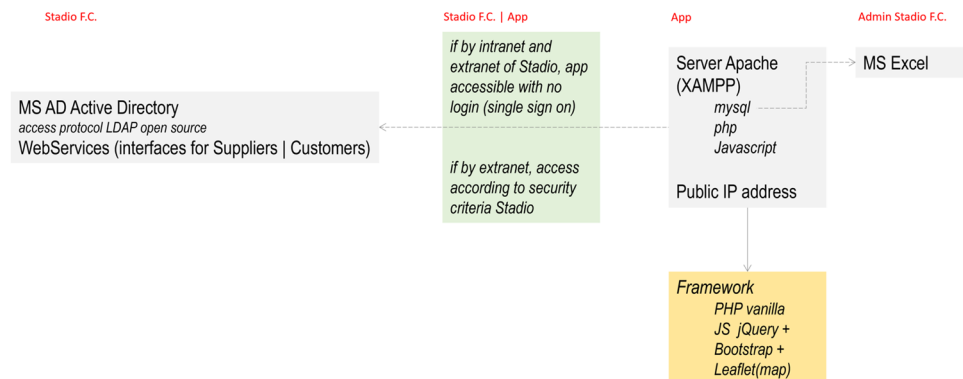 Stadio F.C.
Stadio F.C. | App
App
Admin Stadio F.C.
MS AD Active Directory
access protocol LDAP open source
WebServices (interfaces for Suppliers | Customers)
if by intranet and
extranet of Stadio, app
accessible with no
login (single sign on)
if by extranet, access
according to security
criteria Stadio
Server Apache
(XAMPP)
mysql
php
Javascript
Public IP address
MS Excel
Framework
PHP vanilla
JS jQuery +
Bootstrap +
Leaflet(map)